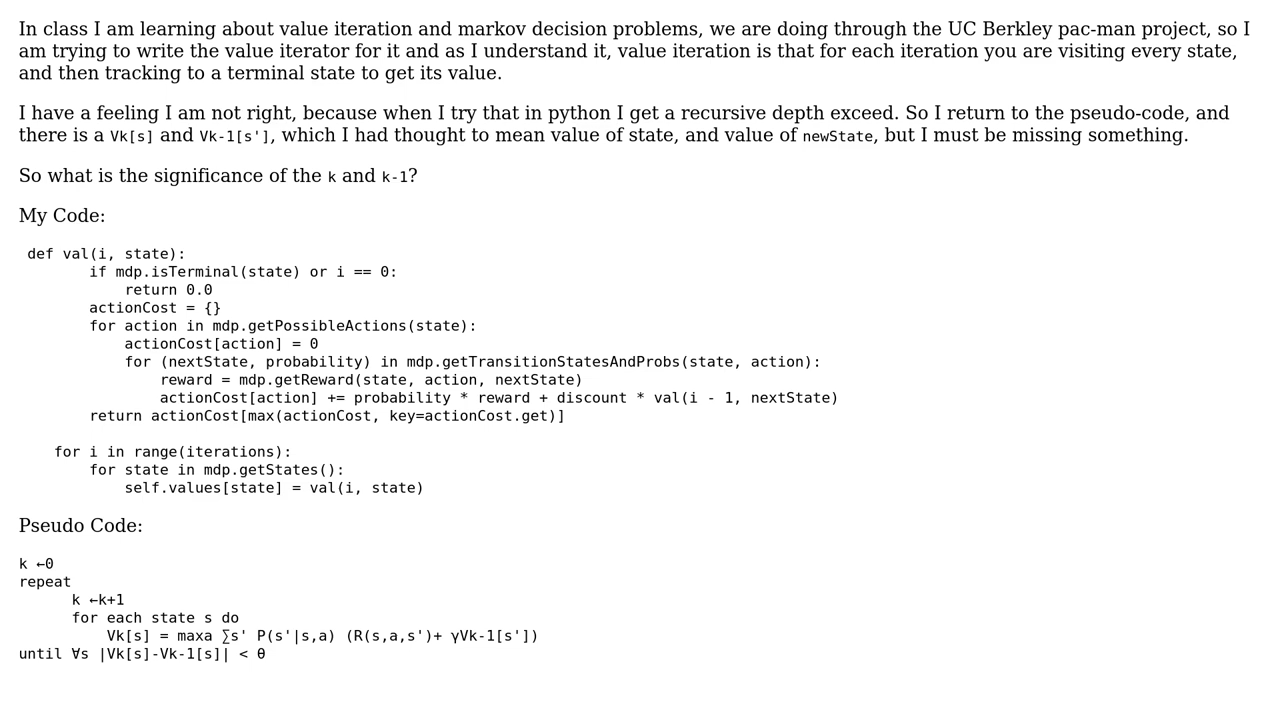 In class I am learning about value iteration and markov decision problems, we are doing through the UC Berkley pac-man project, so I
am trying to write the value iterator for it and as I understand it, value iteration is that for each iteration you are visiting every state,
and then tracking to a terminal state to get its value.
I have a feeling I am not right, because when I try that in python I get a recursive depth exceed. So I return to the pseudo-code, and
there is a Vk[s] and Vk-1[s'], which I had thought to mean value of state, and value of newState, but I must be missing something.
So what is the significance of the k and k-1?
My Code:
def val(i, state):
        if mdp.isTerminal(state) or i == 0:
            return 0.0
        actionCost = {}
        for action in mdp.getPossibleActions(state):
            actionCost[action] = 0
            for (nextState, probability) in mdp.getTransitionStatesAndProbs(state, action):
                reward = mdp.getReward(state, action, nextState)
                actionCost[action] += probability * reward + discount * val(i - 1, nextState)
        return actionCost[max(actionCost, key=actionCost.get)]
    for i in range(iterations):
        for state in mdp.getStates():
            self.values[state] = val(i, state)
Pseudo Code:
k ←0
repeat
      k ←k+1
      for each state s do
          Vk[s] = maxa ∑s' P(s'|s,a) (R(s,a,s')+ γVk-1[s'])
until ∀s |Vk[s]-Vk-1[s]| < θ